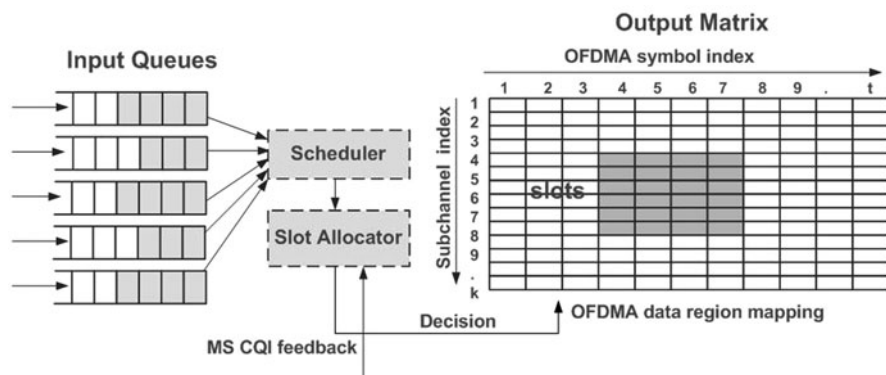 Output Matrix
Input Queues
OFDMA symbol index
1 2 3 4 5 6 7 8 9 . t
Subchannel index
1
2
3
4
5
6
7
8
9
.
k
Scheduler
slots
Slot Allocator
Decision
OFDMA data region mapping
MS CQI feedback